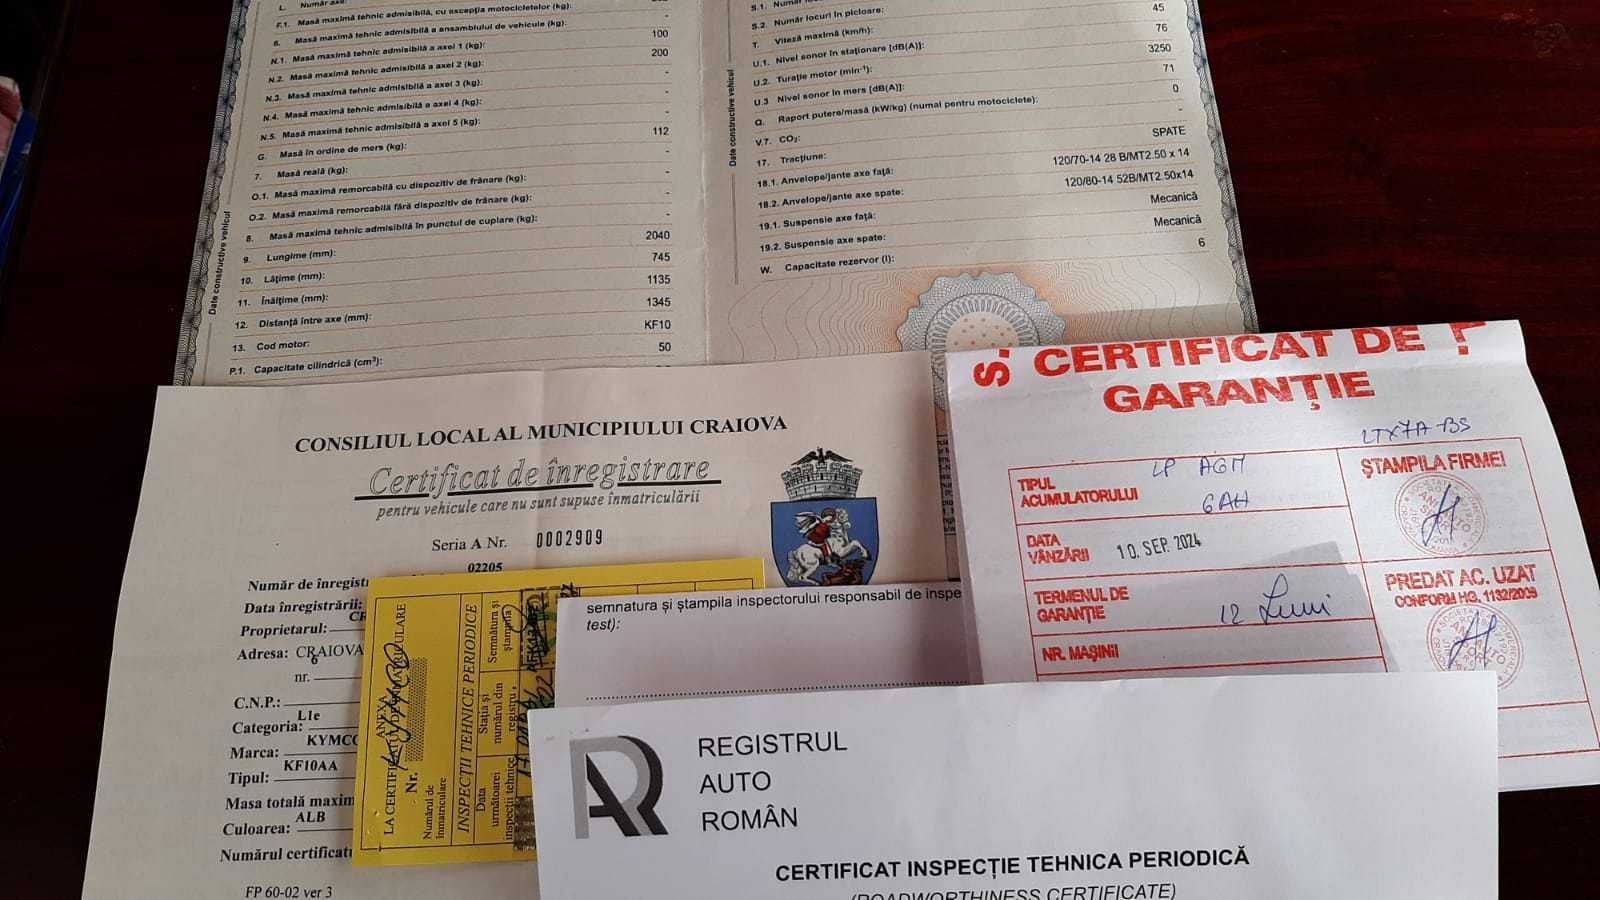 L. Număr axe:
F.1. Masă maximă tehnic admisibilă, cu excepția motocicletelor (kg):
6. Masă maximă tehnic admisibilă a ansamblului de vehicule (kg):
N.1. Masă maximă tehnic admisibilă a axei 1 (kg): 100
N.2. Masă maximă tehnic admisibilă a axei 2 (kg): 200
N.3. Masă maximă tehnic admisibilă a axei 3 (kg): -
N.4. Masă maximă tehnic admisibilă a axei 4 (kg): -
N.5. Masă maximă tehnic admisibilă a axei 5 (kg): -
G. Masă în ordine de mers (kg): 112
7. Masă reală (kg): -
O.1. Masă maximă remorcabilă cu dispozitiv de frânare (kg): -
O.2. Masă maximă remorcabilă fără dispozitiv de frânare (kg): -
8. Masă maximă tehnic admisibilă în punctul de cuplare (kg): -
9. Lungime (mm): 2040
10. Lățime (mm): 745
11. Înălțime (mm): 1135
12. Distanță între axe (mm): 1345
13. Cod motor: KF10
P.1. Capacitate cilindrică (cm³): 50
Date constructive vehicul
S.1. Număr
S.2. Număr locuri în picioare:
T. Viteză maximă (km/h): 45
U.1. Nivel sonor în staționare [dB(A)]: 76
U.2. Turație motor (min⁻¹): 3250
U.3 Nivel sonor în mers [dB(A)]: 71
Q. Raport putere/masă (kW/kg) (numai pentru motociclete): 0
V.7. CO₂: -
17. Tracțiune: SPATE
18.1. Anvelope/jante axe față: 120/70-14 28 B/MT2.50 x 14
18.2. Anvelope/jante axe spate: 120/80-14 52B/MT2.50x14
19.1. Suspensie axe față: Mecanică
19.2. Suspensie axe spate: Mecanică
W. Capacitate rezervor (l): 6
Date constructive vehicul
CONSILIUL LOCAL AL MUNICIPIULUI CRAIOVA
Certificat de înregistrare
pentru vehicule care nu sunt supuse înmatriculării
Seria A Nr. 0002909
02205
Număr de înregistr
Data înregistrării:
Proprietarul: CR
Adresa: CRAIOVA
nr. 6
C.N.P.:
Categoria: L1e
Marca: KYMCO
Tipul: KF10AA
Masa totală maxim
Culoarea: ALB
Numărul certificatu
FP 60-02 ver 3
ANEXA
LA CERTIFICATUL DE ÎNMATRICULARE
Nr.
Numărul de
înmatriculare
INSPECȚII TEHNICE PERIODICE
Data
următoarei
inspecții tehnice
Stația și
numărul din
registru
Semnătura și
ștampila
semnatura și ștampila inspectorului responsabil de inspe
test):
S.
CERTIFICAT DE
GARANȚIE
LTX7A-BS
TIPUL
ACUMULATORULUI
LP AGM
6AH
ȘTAMPILA FIRMEI
DATA
VÂNZĂRII
10. SEP. 2024
TERMENUL DE
GARANȚIE
12 Luni
PREDAT AC. UZAT
CONFORM HG. 1132/2008
NR. MAȘINII
REGISTRUL
AUTO
ROMÂN
CERTIFICAT INSPECȚIE TEHNICA PERIODICĂ
(ROADWORTHINESS CERTIFICATE)